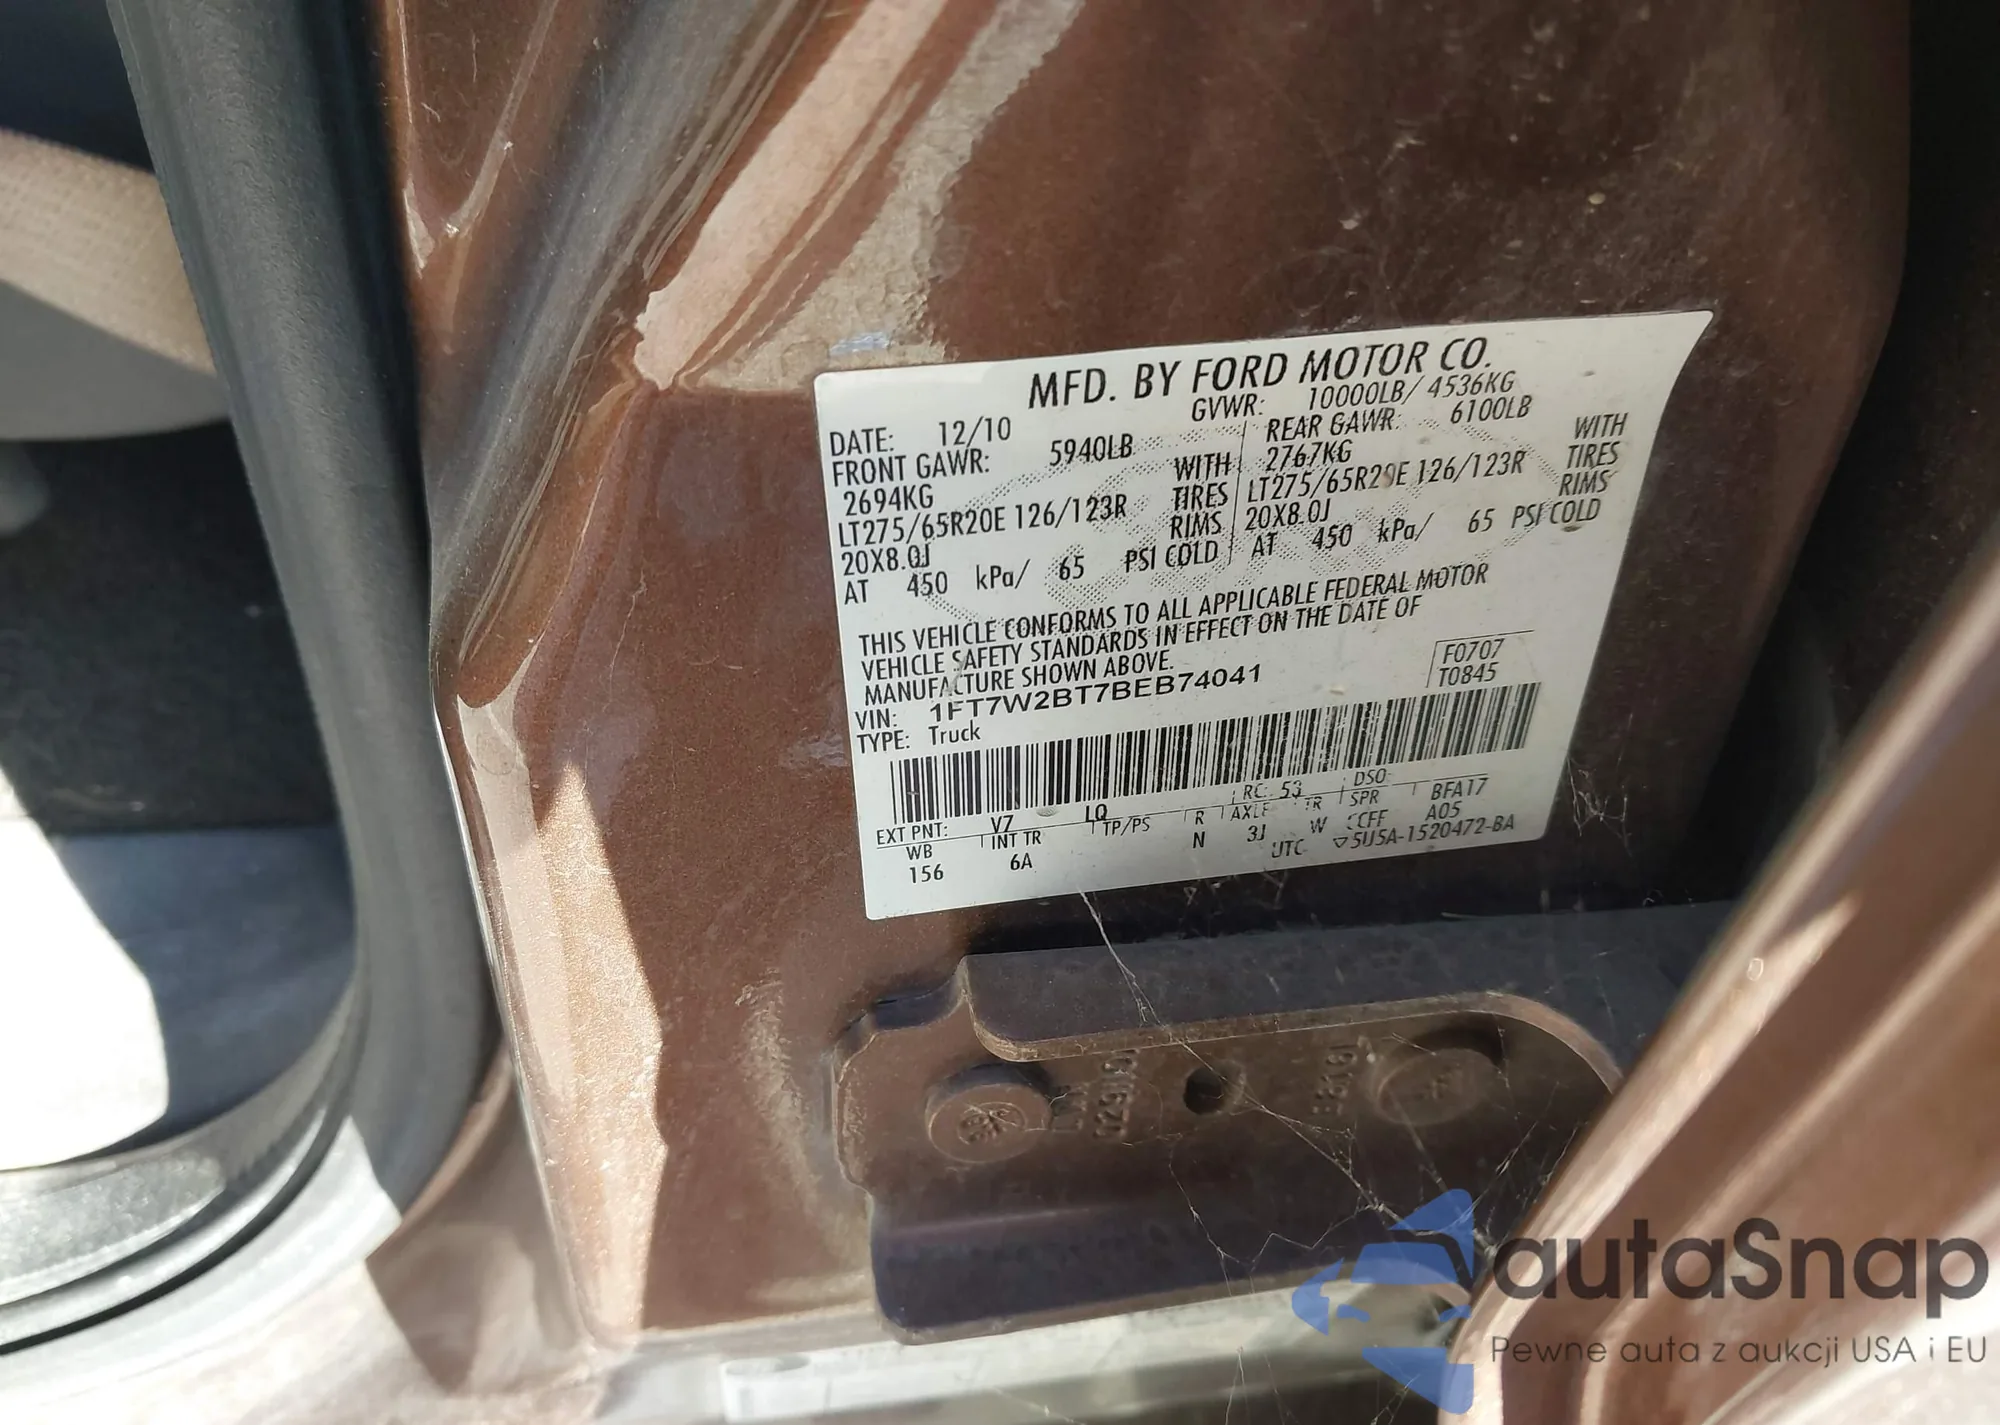 MFD. BY FORD MOTOR CO.
DATE: 12/10 GVWR: 10000LB/ 4536KG
FRONT GAWR: 5940LB REAR GAWR: 6100LB
2694KG WITH 2767KG WITH
LT275/65R20E 126/123R TIRES LT275/65R20E 126/123R TIRES
20X8.0J RIMS 20X8.0J RIMS
AT 450 kPa/ 65 PSI COLD AT 450 kPa/ 65 PSI COLD
THIS VEHICLE CONFORMS TO ALL APPLICABLE FEDERAL MOTOR
VEHICLE SAFETY STANDARDS IN EFFECT ON THE DATE OF
MANUFACTURE SHOWN ABOVE.
F0707
T0845
VIN: 1FT7W2BT7BEB74041
TYPE: Truck
EXT PNT: V7 LQ RC: 53 DSO:
WB INT TR TP/PS R AXLE TR SPR BFA17
156 6A N 3J W CCFF A05
UTC ▽5U5A-1520472-BA
autaSnap
Pewne auta z aukcji USA i EU